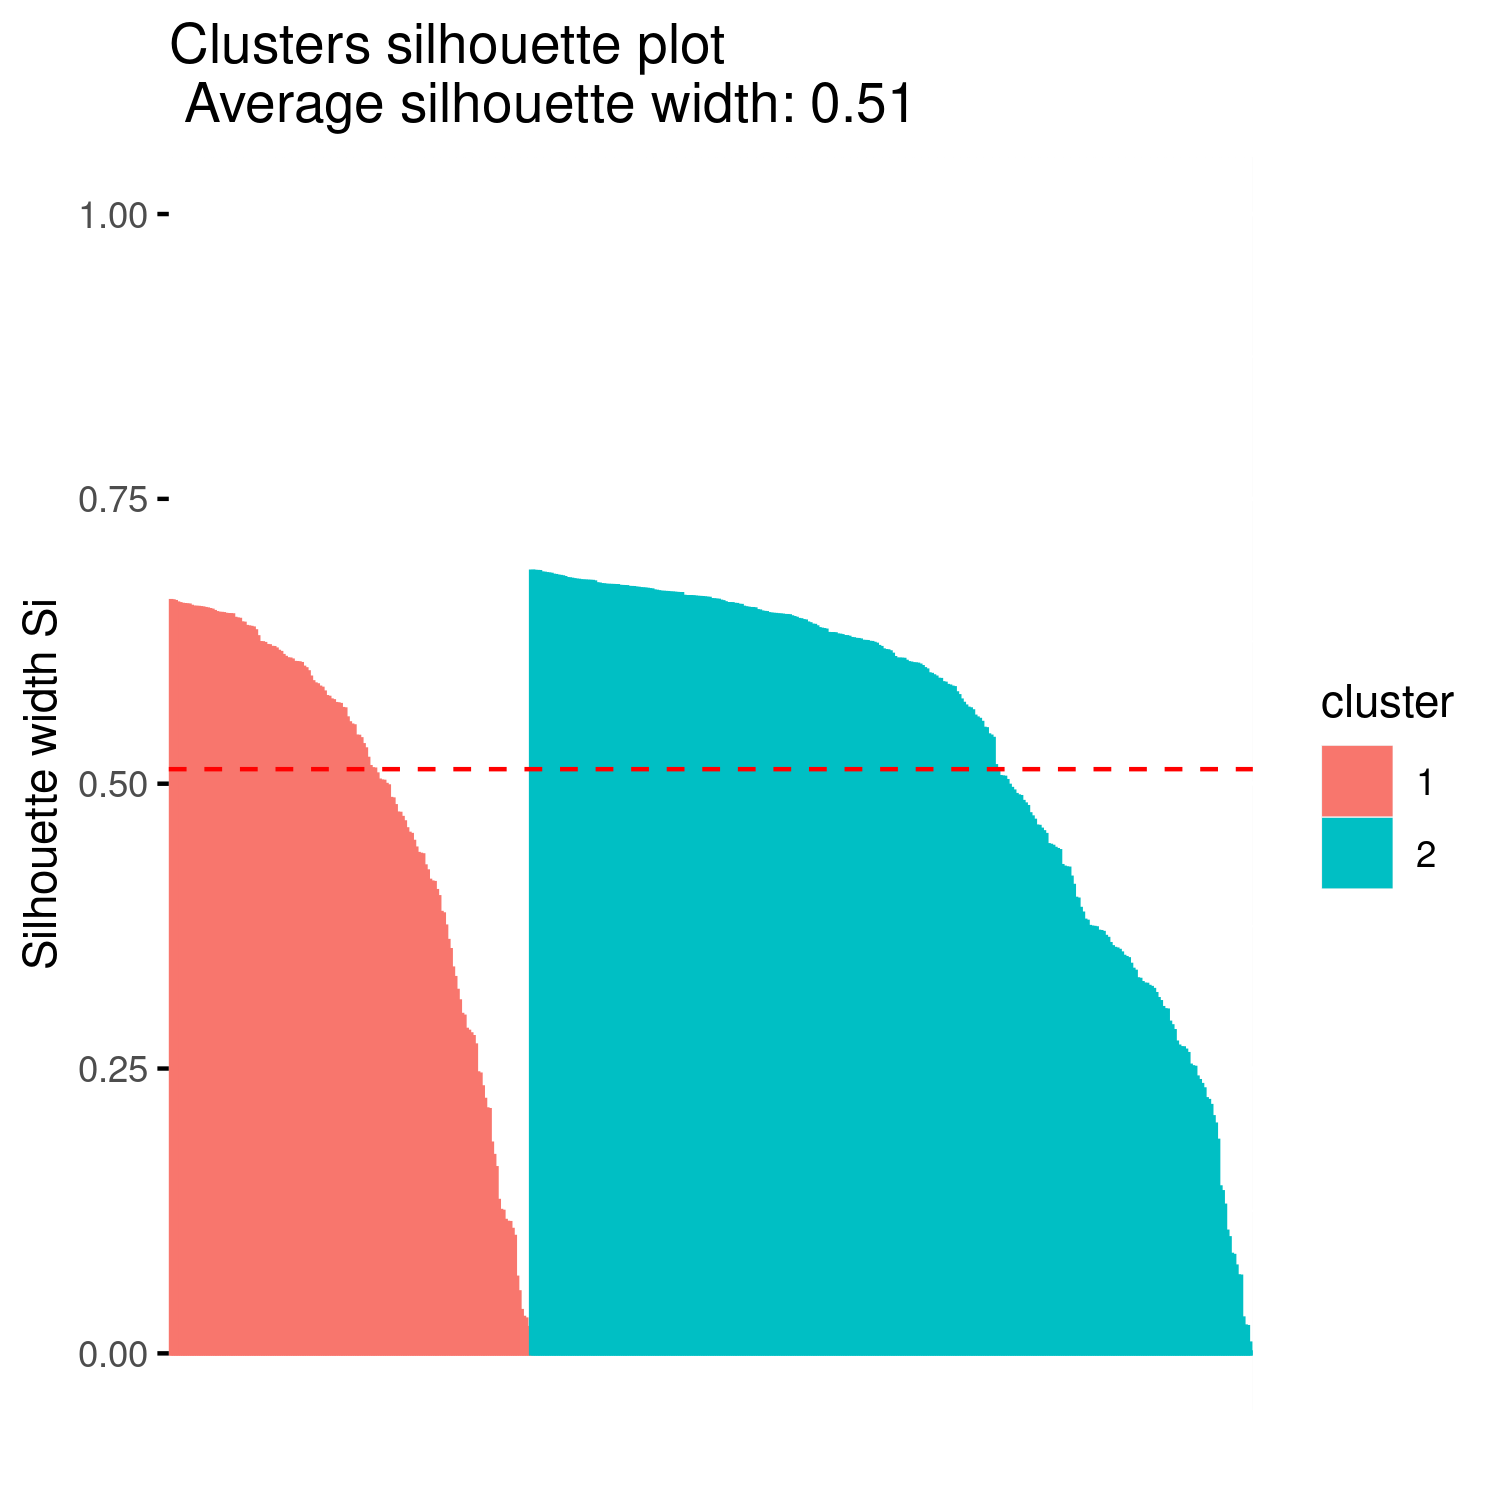 Clusters silhouette plot
Average silhouette width: 0.51
1.00
0.75
0.50
0.25
0.00
Silhouette width Si
cluster
1
2